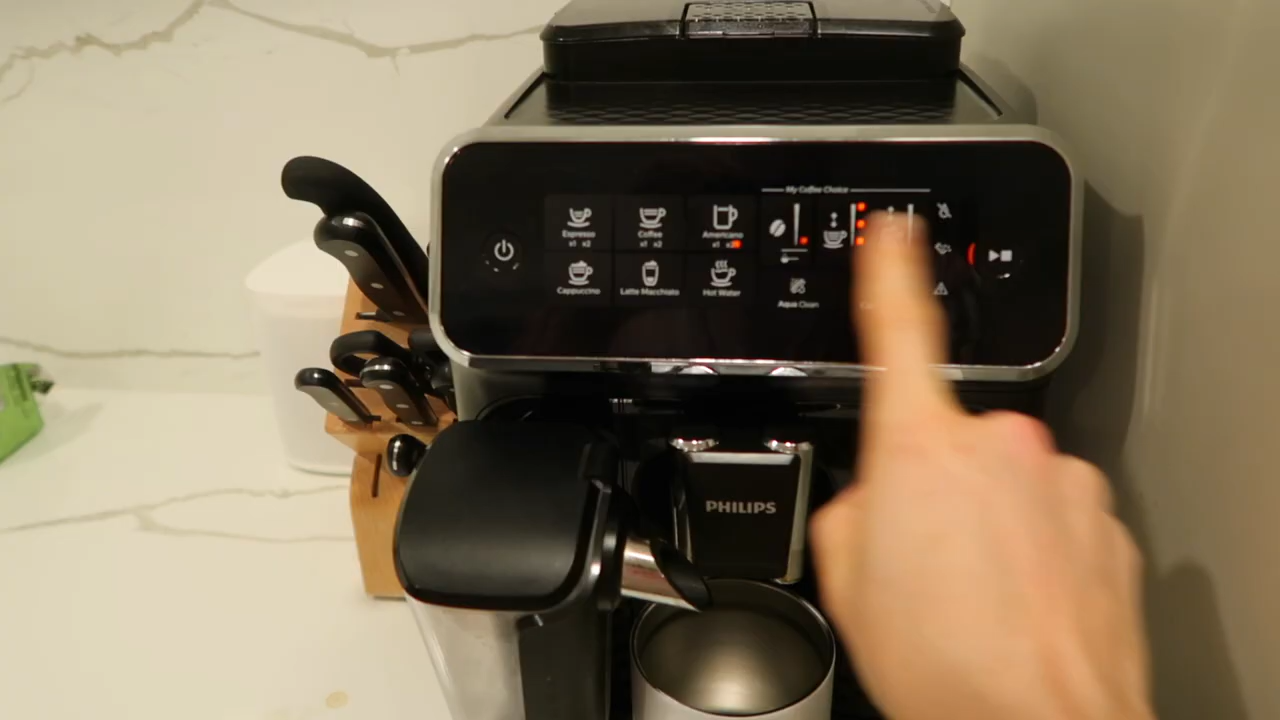 My Coffee Choice
Espresso
x1 x2
Coffee
x1 x2
Americano
x1 x2
Cappuccino
Latte Macchiato
Hot Water
Aqua Clean
PHILIPS